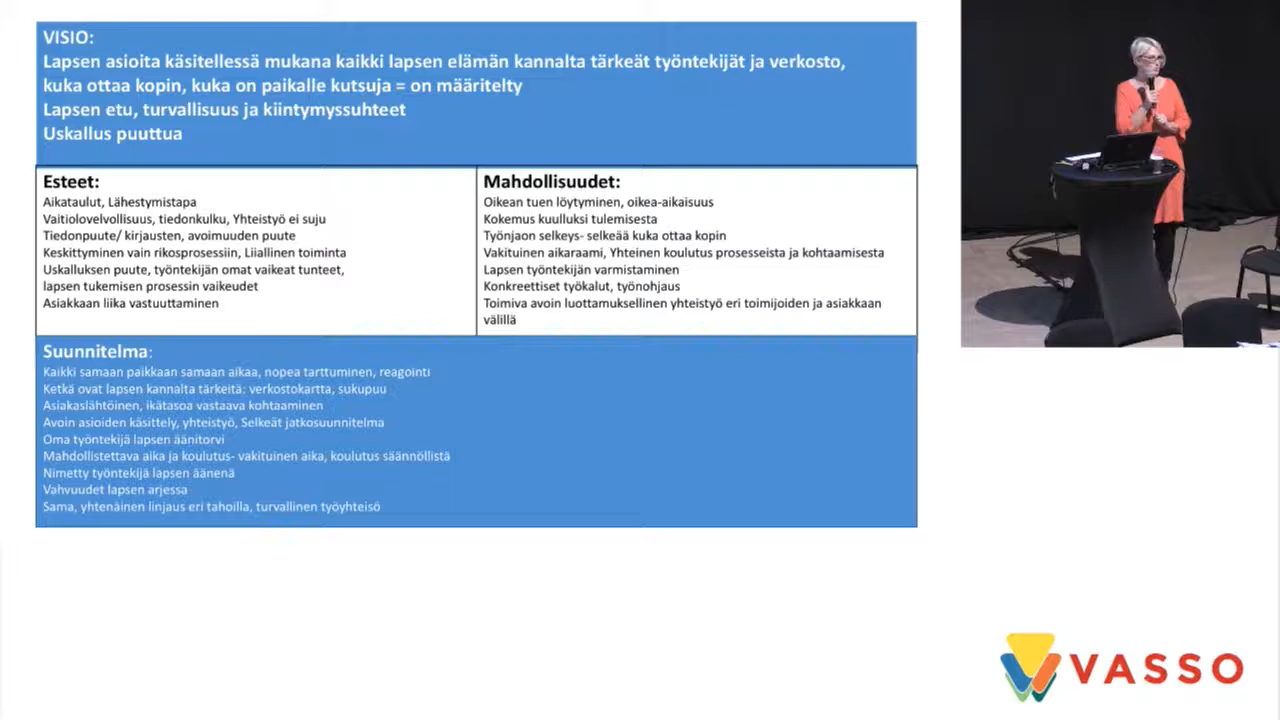 VISIO:
Lapsen asioita käsitellessä mukana kaikki lapsen elämän kannalta tärkeät työntekijät ja verkosto,
kuka ottaa kopin, kuka on paikalle kutsuja = on määritelty
Lapsen etu, turvallisuus ja kiintymyssuhteet
Uskallus puuttua
Esteet:
Aikataulut, Lähestymistapa
Vaitiolovelvollisuus, tiedonkulku, Yhteistyö ei suju
Tiedonpuute/ kirjausten, avoimuuden puute
Keskittyminen vain rikosprosessiin, Liiallinen toiminta
Uskalluksen puute, työntekijän omat vaikeat tunteet,
lapsen tukemisen prosessin vaikeudet
Asiakkaan liika vastuuttaminen
Mahdollisuudet:
Oikean tuen löytyminen, oikea-aikaisuus
Kokemus kuulluksi tulemisesta
Työnjaon selkeys- selkeää kuka ottaa kopin
Vakituinen aikaraami, Yhteinen koulutus prosesseista ja kohtaamisesta
Lapsen työntekijän varmistaminen
Konkreettiset työkalut, työnohjaus
Toimiva avoin luottamuksellinen yhteistyö eri toimijoiden ja asiakkaan
välillä
Suunnitelma:
Kaikki samaan paikkaan samaan aikaa, nopea tarttuminen, reagointi
Ketkä ovat lapsen kannalta tärkeitä: verkostokartta, sukupuu
Asiakaslähtöinen, ikätasoa vastaava kohtaaminen
Avoin asioiden käsittely, yhteistyö, Selkeät jatkosuunnitelma
Oma työntekijä lapsen äänitorvi
Mahdollistettava aika ja koulutus- vakituinen aika, koulutus säännöllistä
Nimetty työntekijä lapsen äänenä
Vahvuudet lapsen arjessa
Sama, yhtenäinen linjaus eri tahoilla, turvallinen työyhteisö
VASSO